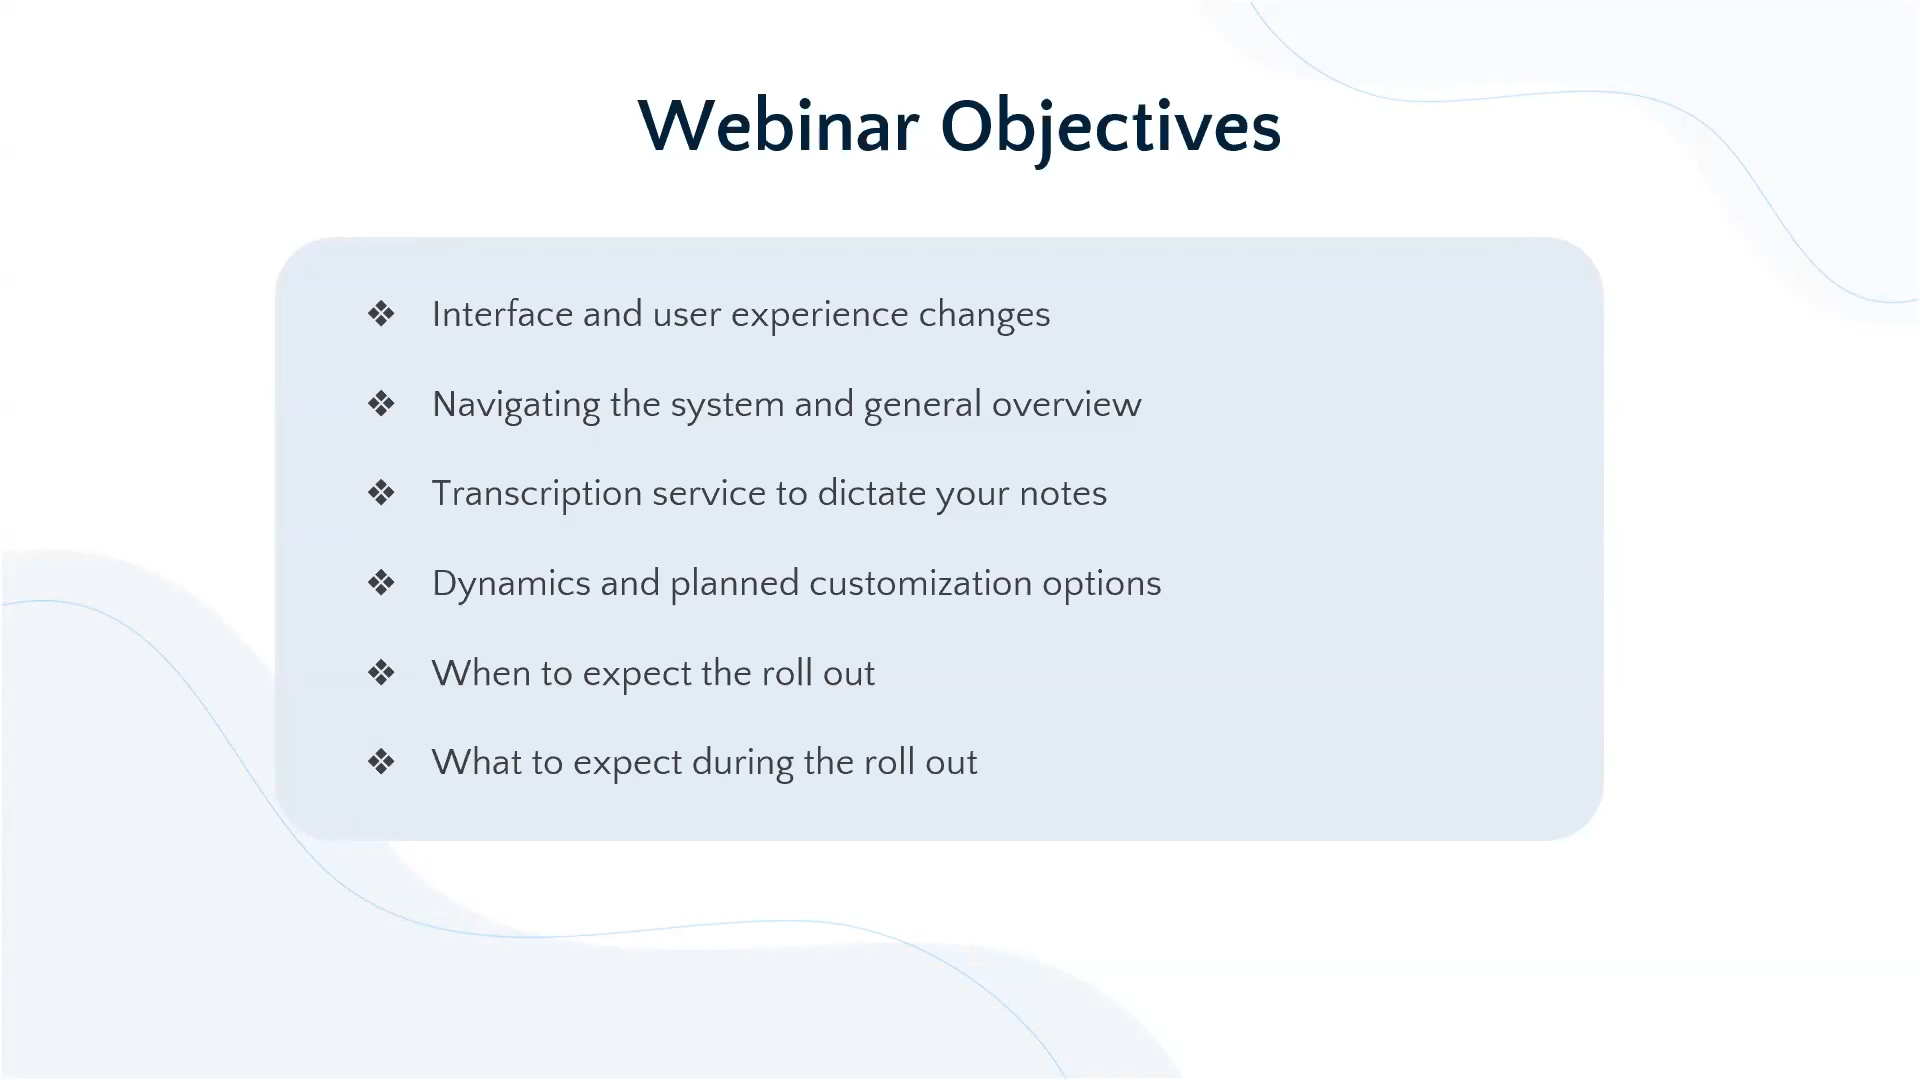 Webinar Objectives
❖ Interface and user experience changes
❖ Navigating the system and general overview
❖ Transcription service to dictate your notes
❖ Dynamics and planned customization options
❖ When to expect the roll out
❖ What to expect during the roll out